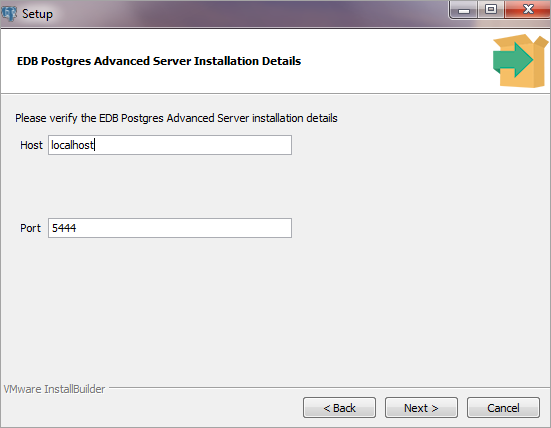 Setup
EDB Postgres Advanced Server Installation Details
Please verify the EDB Postgres Advanced Server installation details
Host localhost
Port 5444
VMware InstallBuilder
< Back Next > Cancel